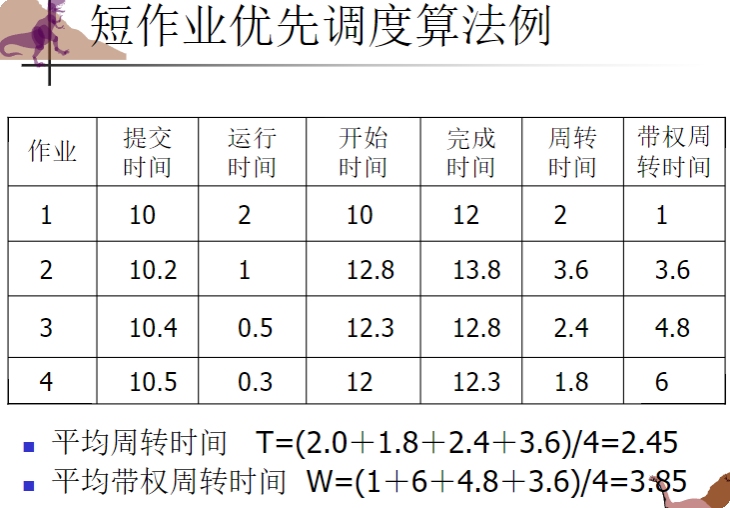 短作业优先调度算法例
作业 提交时间 运行时间 开始时间 完成时间 周转时间 带权周转时间
1 10 2 10 12 2 1
2 10.2 1 12.8 13.8 3.6 3.6
3 10.4 0.5 12.3 12.8 2.4 4.8
4 10.5 0.3 12 12.3 1.8 6
平均周转时间 T=(2.0+1.8+2.4+3.6)/4=2.45
平均带权周转时间 W=(1+6+4.8+3.6)/4=3.85